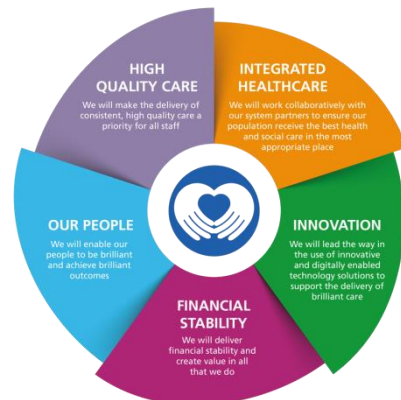 HIGH
QUALITY CARE
We will make the delivery of
consistent, high quality care a
priority for all staff
INTEGRATED
HEALTHCARE
We will work collaboratively with
our system partners to ensure our
population receive the best health
and social care in the most
appropriate place
OUR PEOPLE
We will enable our
people to be brilliant
and achieve brilliant
outcomes
INNOVATION
We will lead the way in
the use of innovative
and digitally enabled
technology solutions to
support the delivery of
brilliant care
FINANCIAL
STABILITY
We will deliver
financial stability and
create value in all
that we do